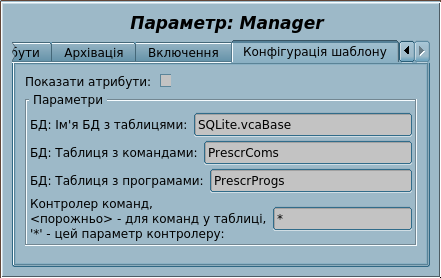 Параметр: Manager
бути Архівація Включення Конфігурація шаблону
Показати атрибути:
Параметри
БД: Ім'я БД з таблицями: SQLite.vcaBase
БД: Таблиця з командами: PrescrComs
БД: Таблиця з програмами: PrescrProgs
Контролер команд,
<порожньо> - для команд у таблиці, *
'*' - цей параметр контролеру: